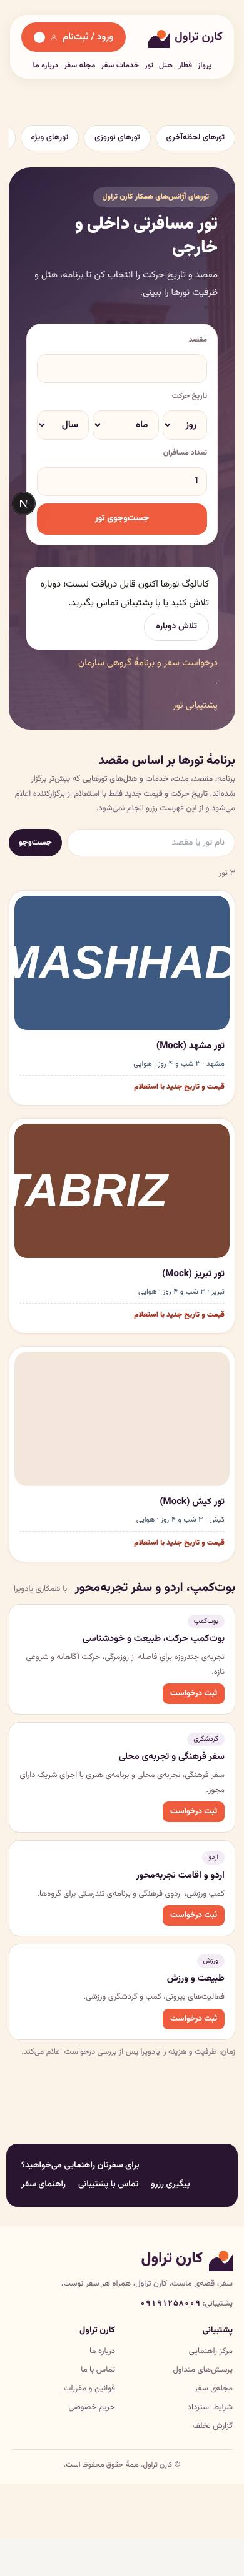 کارن تراول
ورود / ثبت‌نام
پرواز
قطار
هتل
تور
خدمات سفر
مجله سفر
درباره ما
تورهای لحظه‌آخری
تورهای نوروزی
تورهای ویژه
تورهای آژانس‌های همکار کارن تراول
تور مسافرتی داخلی و
خارجی
مقصد و تاریخ حرکت را انتخاب کن تا برنامه، هتل و
ظرفیت تورها را ببینی.
مقصد
تاریخ حرکت
روز
ماه
سال
تعداد مسافران
1
جست‌وجوی تور
N
کاتالوگ تورها اکنون قابل دریافت نیست؛ دوباره
تلاش کنید یا با پشتیبانی تماس بگیرید.
تلاش دوباره
درخواست سفر و برنامهٔ گروهی سازمان
.
پشتیبانی تور
برنامهٔ تورها بر اساس مقصد
برنامه، مقصد، مدت، خدمات و هتل‌های تورهایی که پیش‌تر برگزار
شده‌اند. تاریخ حرکت و قیمت جدید فقط با استعلام از برگزارکننده اعلام
می‌شود و از این فهرست رزرو انجام نمی‌شود.
نام تور یا مقصد
جست‌وجو
۳ تور
MASHHAD
تور مشهد (Mock)
مشهد · ۳ شب و ۴ روز · هوایی
قیمت و تاریخ جدید با استعلام
TABRIZ
تور تبریز (Mock)
تبریز · ۳ شب و ۴ روز · هوایی
قیمت و تاریخ جدید با استعلام
تور کیش (Mock)
کیش · ۳ شب و ۴ روز · هوایی
قیمت و تاریخ جدید با استعلام
بوت‌کمپ، اردو و سفر تجربه‌محور
با همکاری پادویرا
بوت‌کمپ
بوت‌کمپ حرکت، طبیعت و خودشناسی
تجربه‌ی چندروزه برای فاصله از روزمرگی، حرکت آگاهانه و شروعی
تازه.
ثبت درخواست
گردشگری
سفر فرهنگی و تجربه‌ی محلی
سفر فرهنگی، تجربه‌ی محلی و برنامه‌ی هنری با اجرای شریک دارای
مجوز.
ثبت درخواست
اردو
اردو و اقامت تجربه‌محور
کمپ ورزشی، اردوی فرهنگی و برنامه‌ی تندرستی برای گروه‌ها.
ثبت درخواست
ورزش
طبیعت و ورزش
فعالیت‌های بیرونی، کمپ و گردشگری ورزشی.
ثبت درخواست
زمان، ظرفیت و هزینه را پادویرا پس از بررسی درخواست اعلام می‌کند.
برای سفرتان راهنمایی می‌خواهید؟
پیگیری رزرو
تماس با پشتیبانی
راهنمای سفر
کارن تراول
سفر، قصه‌ی ماست. کارن تراول، همراه هر سفر توست.
پشتیبانی: ۰۹۱۹۱۲۵۸۰۰۹
پشتیبانی
مرکز راهنمایی
پرسش‌های متداول
مجله‌ی سفر
شرایط استرداد
گزارش تخلف
کارن تراول
درباره ما
تماس با ما
قوانین و مقررات
حریم خصوصی
© کارن تراول. همهٔ حقوق محفوظ است.